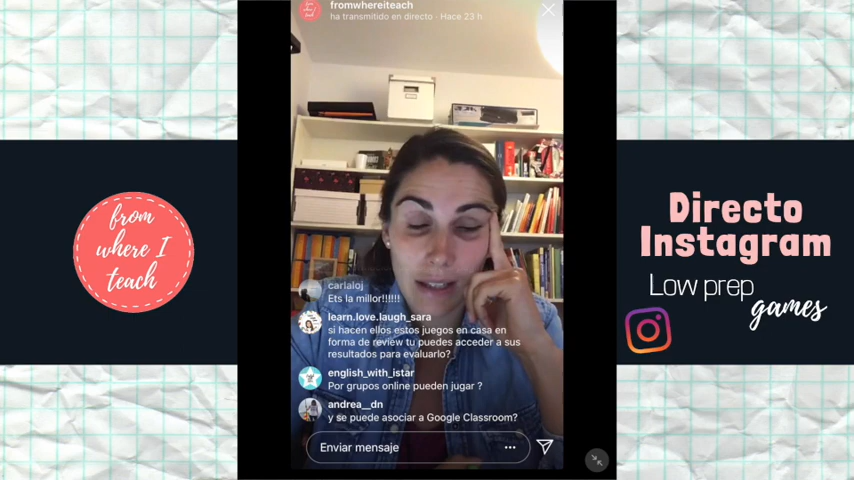 fromwhereiteach
ha transmitido en directo · Hace 23 h
from
where I
teach
Directo
Instagram
Low prep
games
carlaloj
Ets la millor!!!!!!
learn.love.laugh_sara
si hacen ellos estos juegos en casa en
forma de review tu puedes acceder a sus
resultados para evaluarlo?
english_with_istar
Por grupos online pueden jugar ?
andrea__dn
y se puede asociar a Google Classroom?
Enviar mensaje